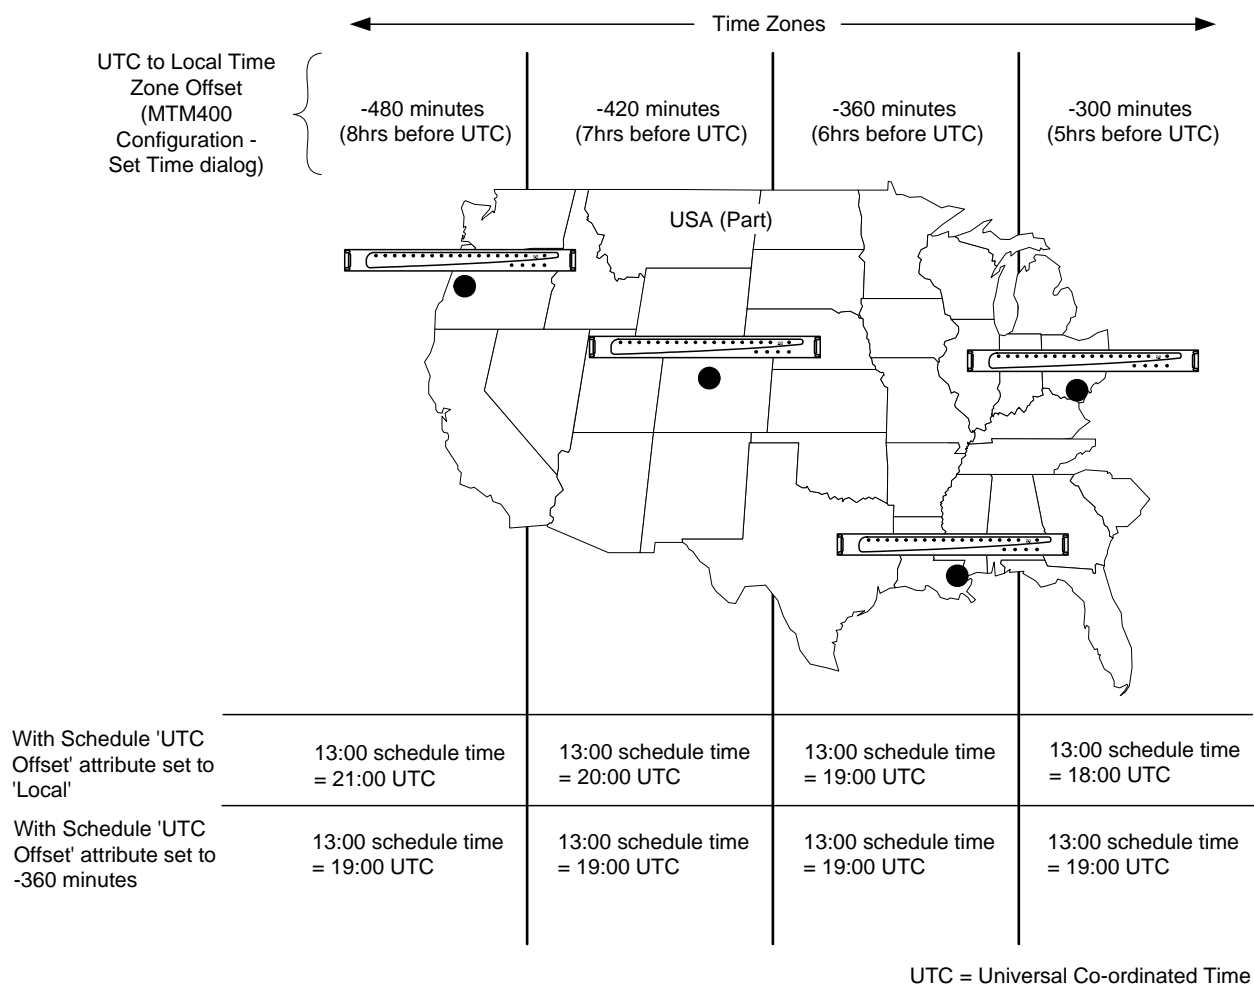 Time Zones
UTC to Local Time
Zone Offset
(MTM400
Configuration -
Set Time dialog)
-480 minutes
(8hrs before UTC)
-420 minutes
(7hrs before UTC)
-360 minutes
(6hrs before UTC)
-300 minutes
(5hrs before UTC)
USA (Part)
With Schedule 'UTC
Offset' attribute set to
'Local'
13:00 schedule time
= 21:00 UTC
13:00 schedule time
= 20:00 UTC
13:00 schedule time
= 19:00 UTC
13:00 schedule time
= 18:00 UTC
With Schedule 'UTC
Offset' attribute set to
-360 minutes
13:00 schedule time
= 19:00 UTC
13:00 schedule time
= 19:00 UTC
13:00 schedule time
= 19:00 UTC
13:00 schedule time
= 19:00 UTC
UTC = Universal Co-ordinated Time